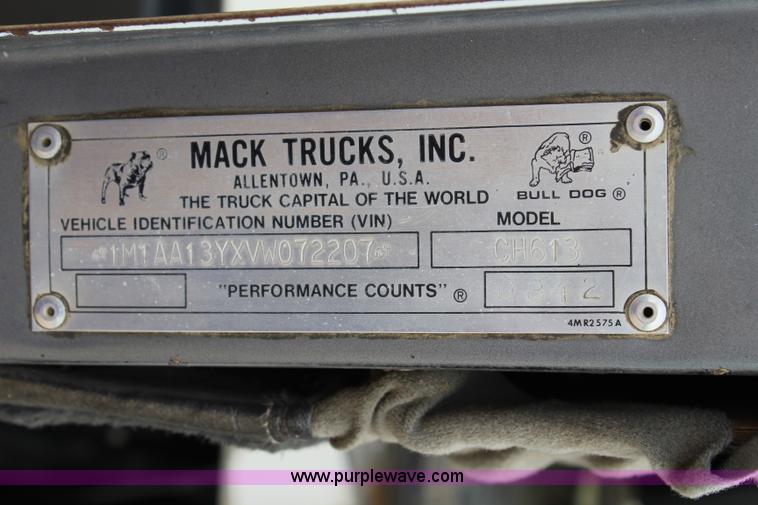 MACK TRUCKS, INC. ®
ALLENTOWN, PA., U.S.A.
THE TRUCK CAPITAL OF THE WORLD
® BULL DOG ®
VEHICLE IDENTIFICATION NUMBER (VIN) MODEL
1M1AA13YXVW072207 CH613
"PERFORMANCE COUNTS" ®
4MR2575A
www.purplewave.com